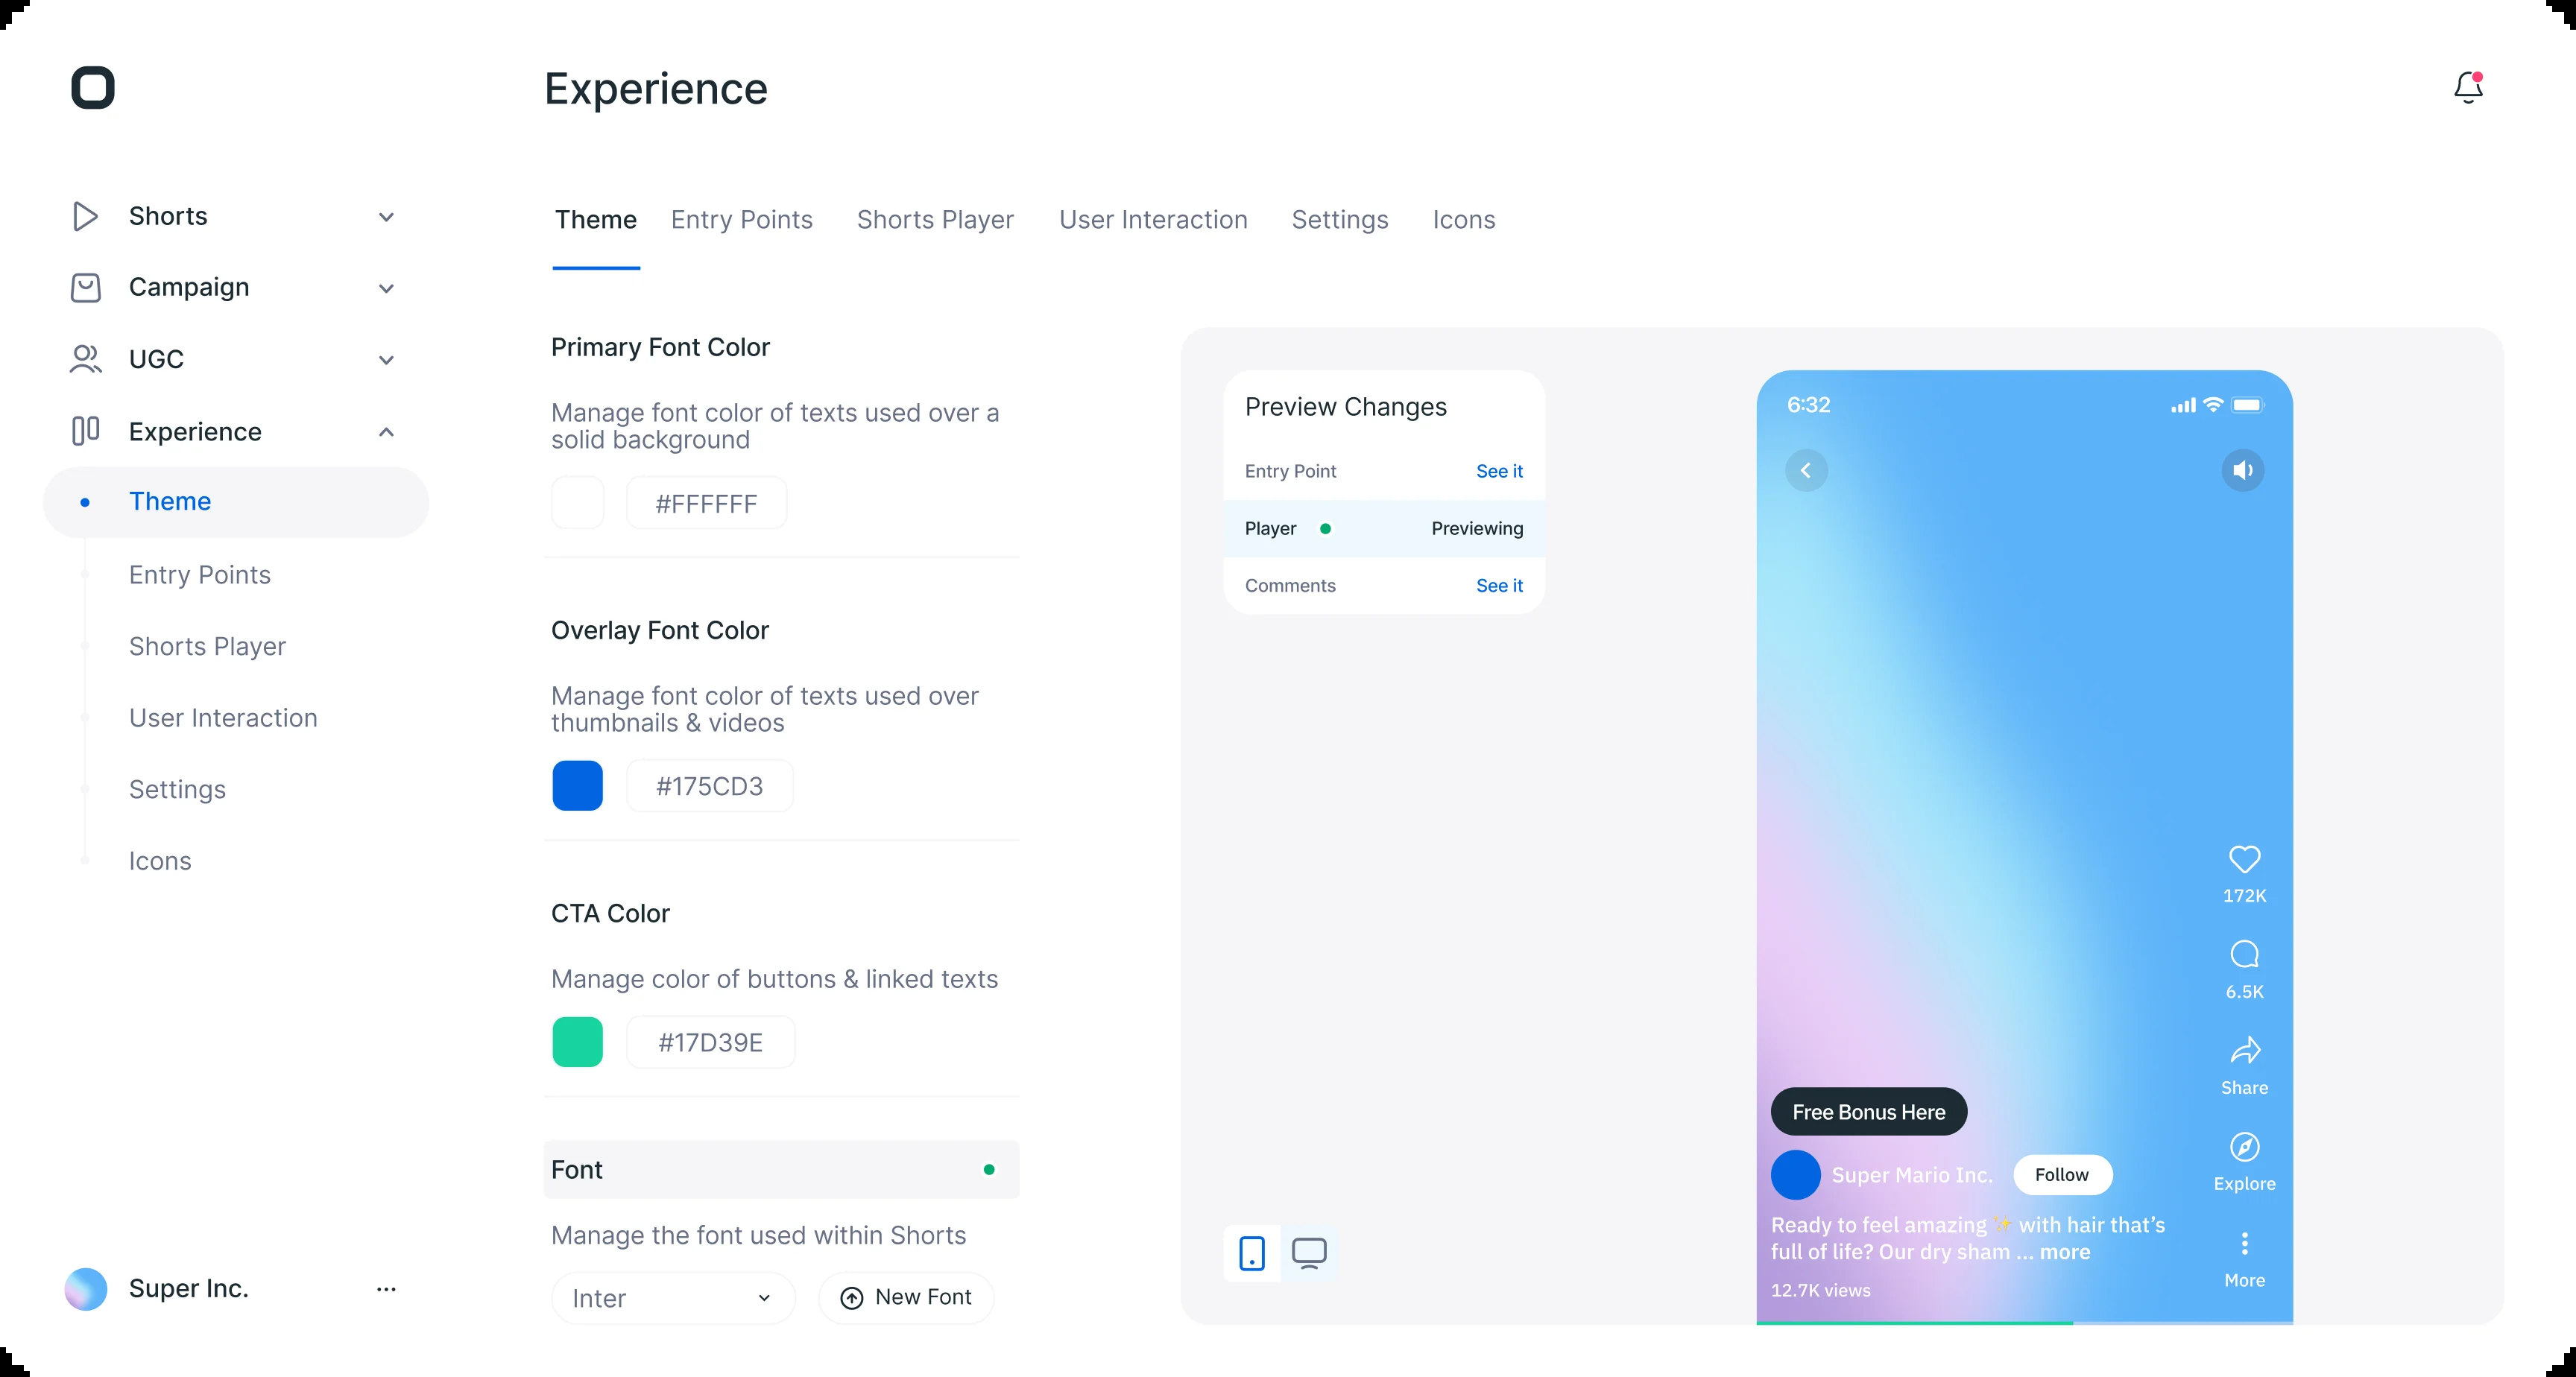 Experience
Shorts
Campaign
UGC
Experience
Theme
Entry Points
Shorts Player
User Interaction
Settings
Icons
Super Inc.
Theme
Entry Points
Shorts Player
User Interaction
Settings
Icons
Primary Font Color
Manage font color of texts used over a
solid background
#FFFFFF
Overlay Font Color
Manage font color of texts used over
thumbnails & videos
#175CD3
CTA Color
Manage color of buttons & linked texts
#17D39E
Font
Manage the font used within Shorts
Inter
New Font
Preview Changes
Entry Point See it
Player Previewing
Comments See it
6:32
172K
6.5K
Share
Explore
More
Free Bonus Here
Super Mario Inc. Follow
Ready to feel amazing ✨ with hair that’s
full of life? Our dry sham ... more
12.7K views